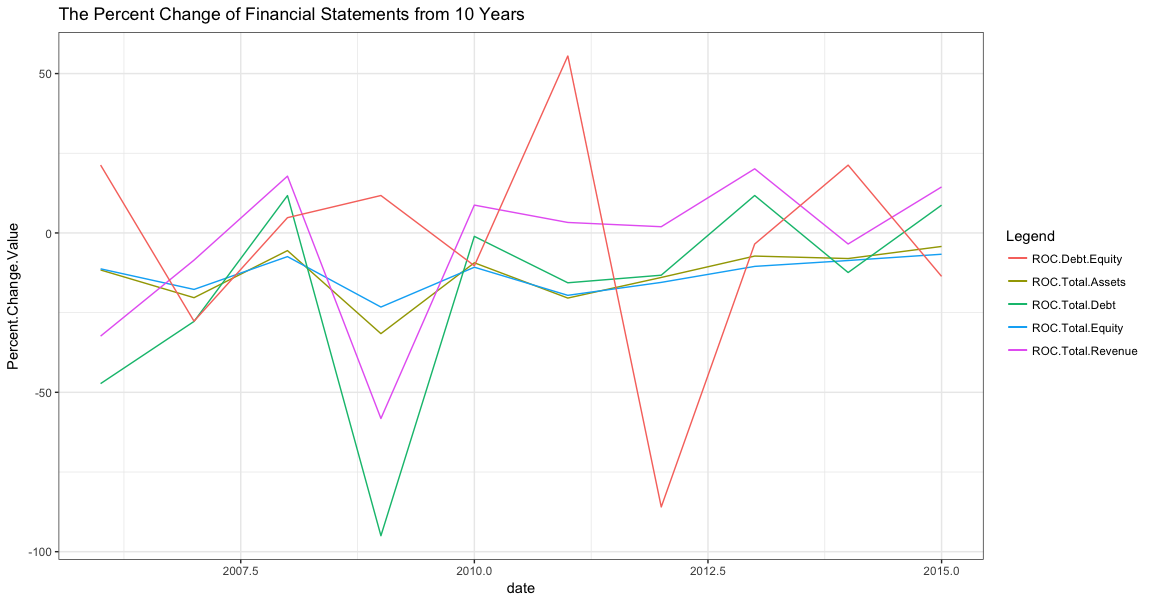 The Percent Change of Financial Statements from 10 Years
Percent.Change.Value
50
0
-50
-100
2007.5
2010.0
2012.5
2015.0
date
Legend
ROC.Debt.Equity
ROC.Total.Assets
ROC.Total.Debt
ROC.Total.Equity
ROC.Total.Revenue